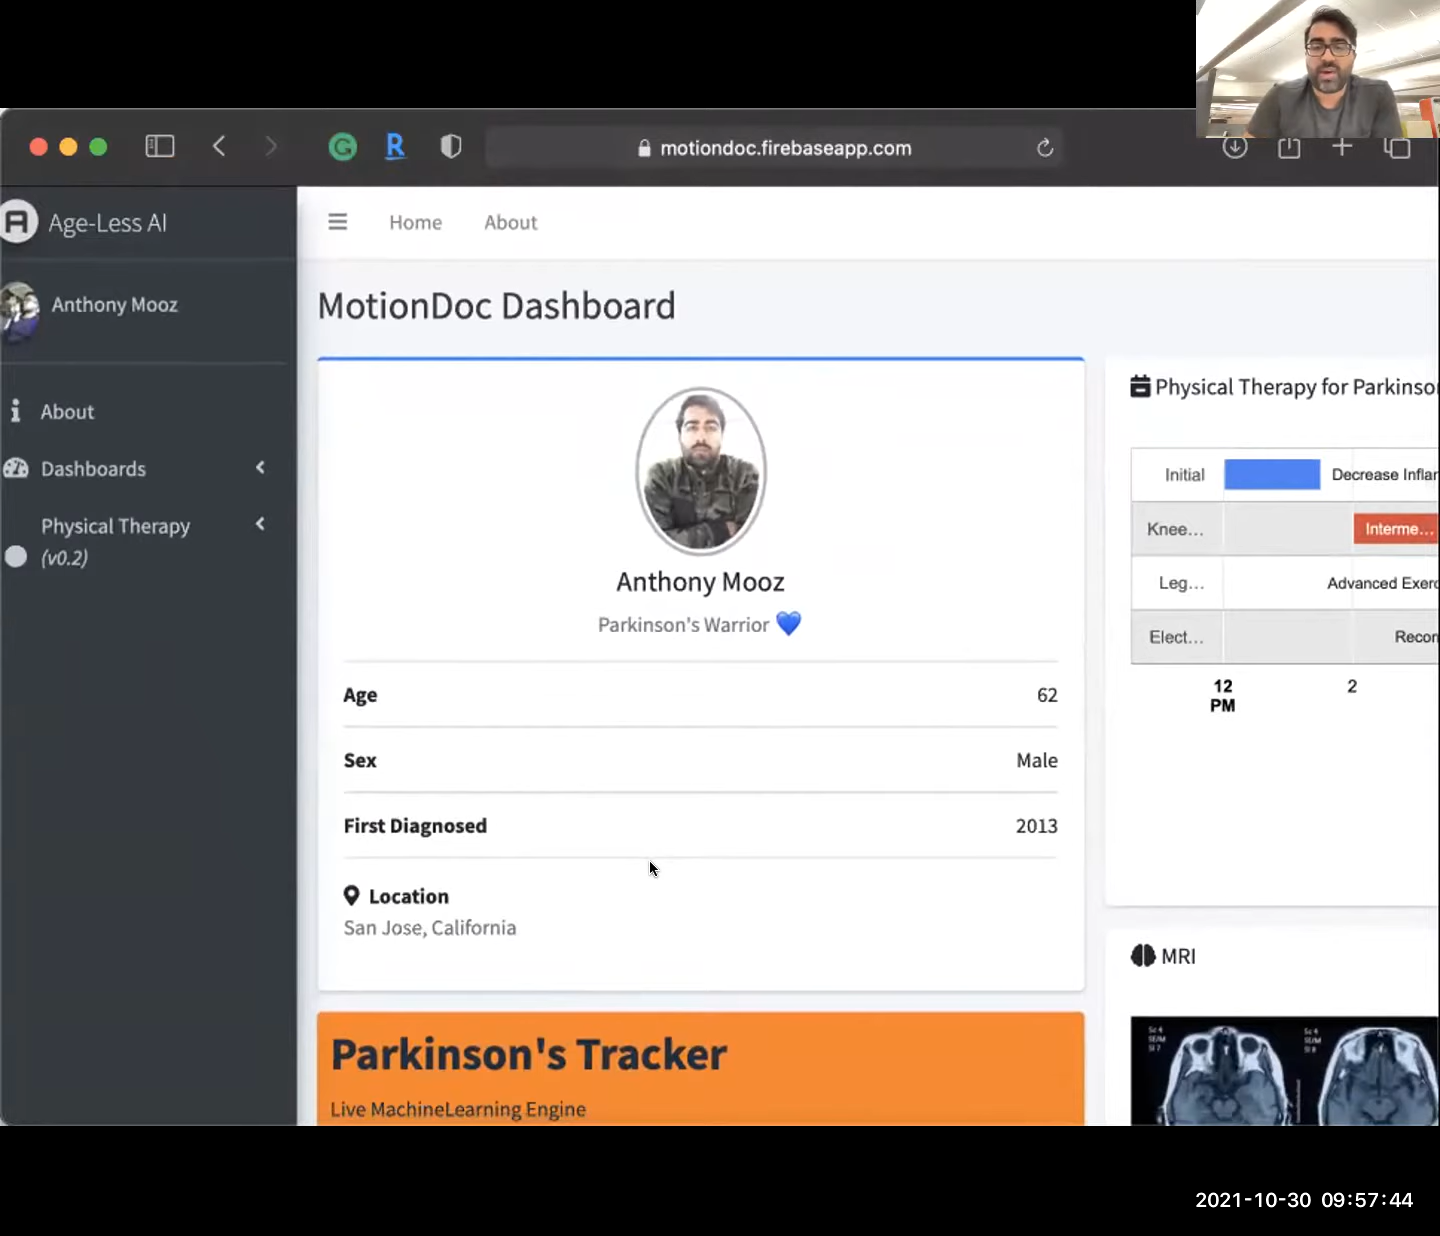 motiondoc.firebaseapp.com
Age-Less AI
Home
About
Anthony Mooz
About
Dashboards
Physical Therapy
(v0.2)
MotionDoc Dashboard
Anthony Mooz
Parkinson's Warrior 💙
Age 62
Sex Male
First Diagnosed 2013
Location
San Jose, California
Parkinson's Tracker
Live MachineLearning Engine
Physical Therapy for Parkinso
Initial Decrease Inflar
Knee... Interme...
Leg... Advanced Exerc
Elect... Recon
12 2
PM
MRI
2021-10-30 09:57:44